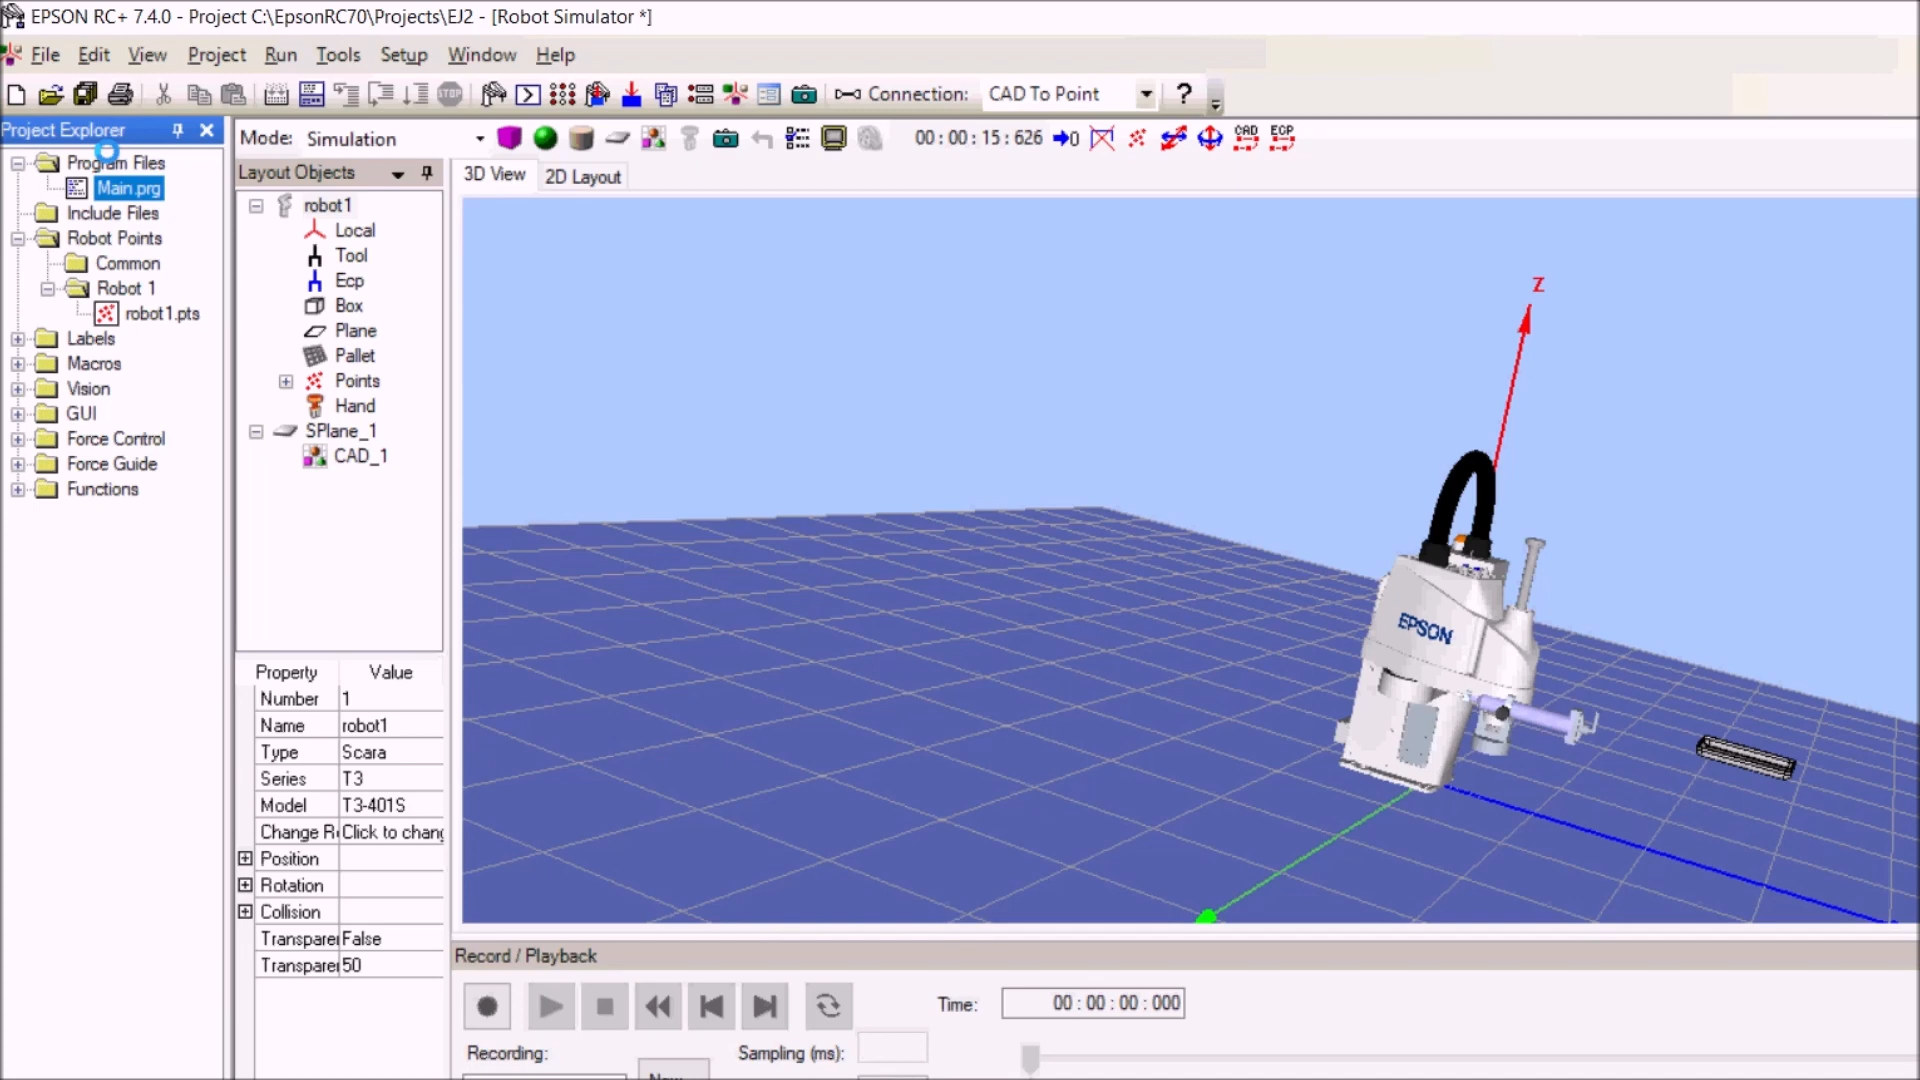 EPSON RC+ 7.4.0 - Project C:\EpsonRC70\Projects\EJ2 - [Robot Simulator *]
File Edit View Project Run Tools Setup Window Help
STOP Connection: CAD To Point ?
Project Explorer
Program Files
Main.prg
Include Files
Robot Points
Common
Robot 1
robot1.pts
Labels
Macros
Vision
GUI
Force Control
Force Guide
Functions
Mode: Simulation 00 : 00 : 15 : 626 0 CAD ECP
Layout Objects
robot1
Local
Tool
Ecp
Box
Plane
Pallet
Points
Hand
SPlane_1
CAD_1
Property Value
Number 1
Name robot1
Type Scara
Series T3
Model T3-401S
Change R Click to chang
Position
Rotation
Collision
Transparen False
Transparen 50
3D View 2D Layout
Z
EPSON
Record / Playback
Time: 00 : 00 : 00 : 000
Recording: Sampling (ms):